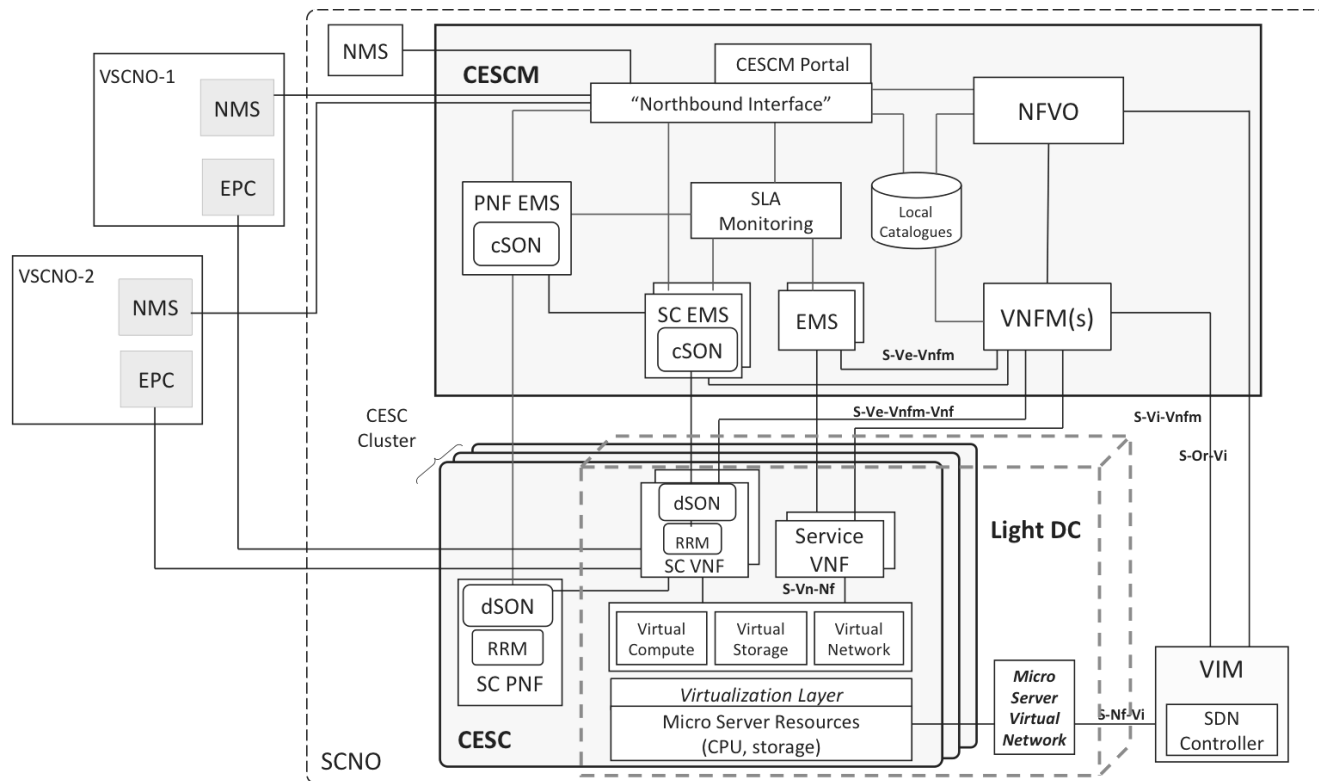 NMS
VSCNO-1
NMS
EPC
VSCNO-2
NMS
EPC
CESCM
CESCM Portal
“Northbound Interface”
NFVO
PNF EMS
cSON
SLA
Monitoring
Local
Catalogues
SC EMS
cSON
EMS
VNFM(s)
S-Ve-Vnfm
S-Ve-Vnfm-Vnf
S-Vi-Vnfm
S-Or-Vi
CESC
Cluster
dSON
RRM
SC VNF
Service
VNF
Light DC
S-Vn-Nf
dSON
RRM
SC PNF
Virtual
Compute
Virtual
Storage
Virtual
Network
Virtualization Layer
Micro Server Resources
(CPU, storage)
CESC
SCNO
Micro
Server
Virtual
Network
S-Nf-Vi
VIM
SDN
Controller